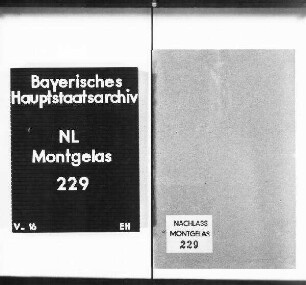 Bayerisches
Hauptstaatsarchiv
NL
Montgelas
229
V- 16 EH
NACHLASS
MONTGELAS
229